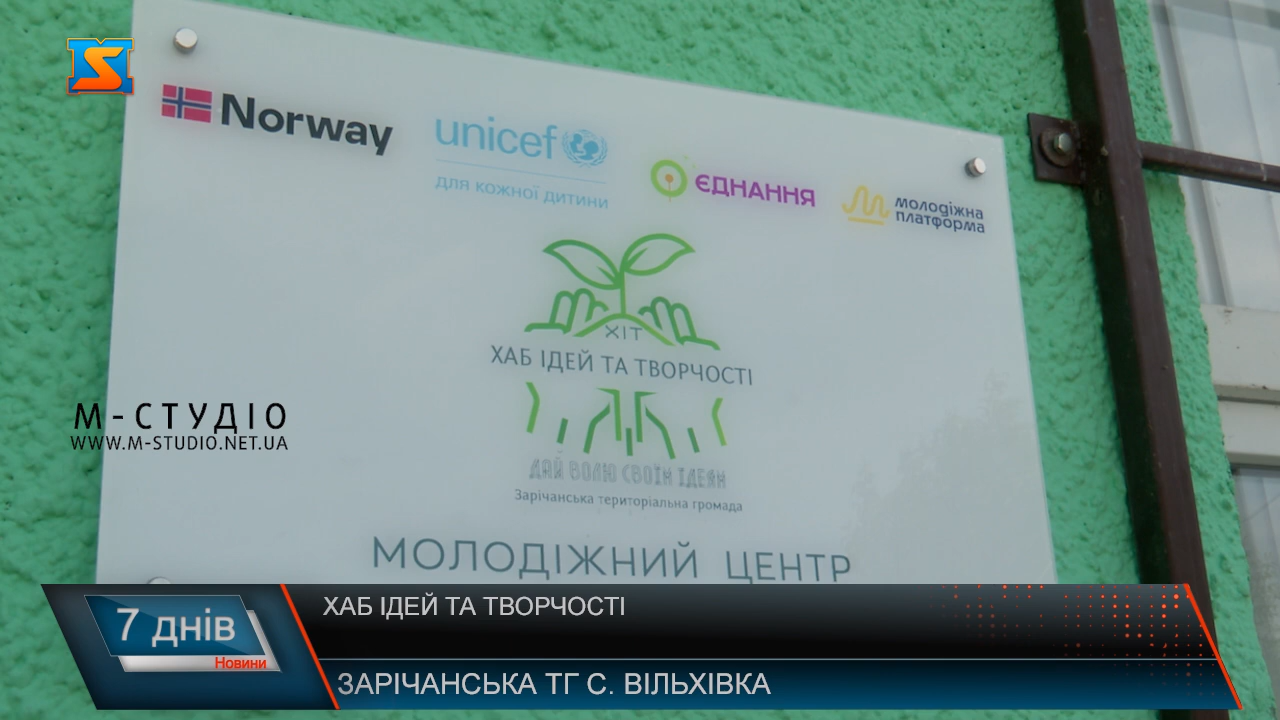 Norway
unicef
для кожної дитини
ЄДНАННЯ
молодіжна
платформа
ХІТ
ХАБ ІДЕЙ ТА ТВОРЧОСТІ
ДАЙ ВОЛЮ СВОЇМ ІДЕЯМ
Зарічанська територіальна громада
МОЛОДІЖНИЙ ЦЕНТР
М-СТУДІО
WWW.M-STUDIO.NET.UA
7 днів
Новини
ХАБ ІДЕЙ ТА ТВОРЧОСТІ
ЗАРІЧАНСЬКА ТГ С. ВІЛЬХІВКА